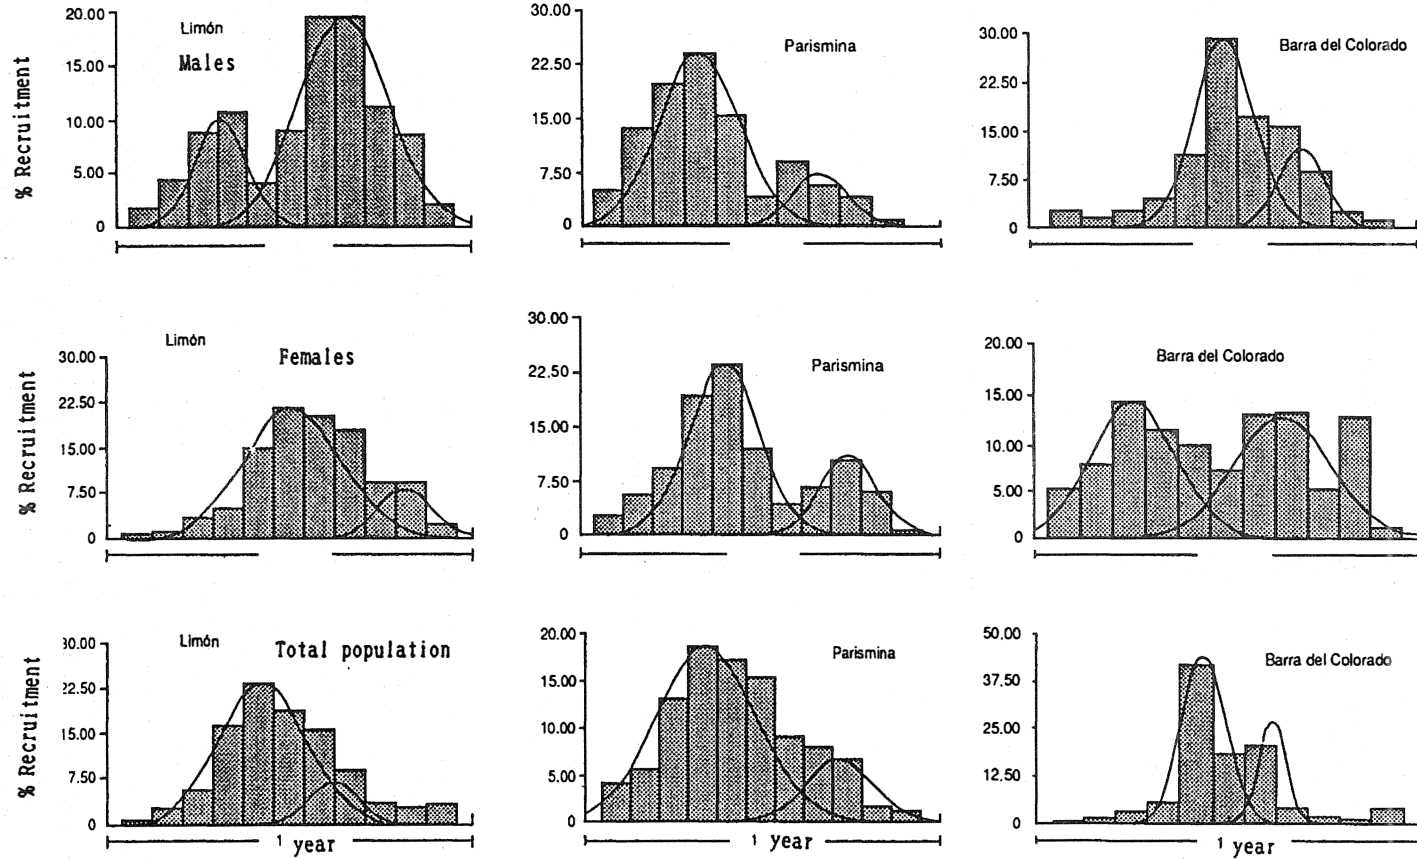 % Recruitment
20.00
15.00
10.00
5.00
0
Limón
Males
30.00
22.50
15.00
7.50
0
Parismina
30.00
22.50
15.00
7.50
0
Barra del Colorado
% Recruitment
30.00
22.50
15.00
7.50
0
Limón
Females
30.00
22.50
15.00
7.50
0
Parismina
20.00
15.00
10.00
5.00
0
Barra del Colorado
% Recruitment
30.00
22.50
15.00
7.50
0
Limón
Total population
1 year
20.00
15.00
10.00
5.00
0
Parismina
1 year
50.00
37.50
25.00
12.50
0
Barra del Colorado
1 year